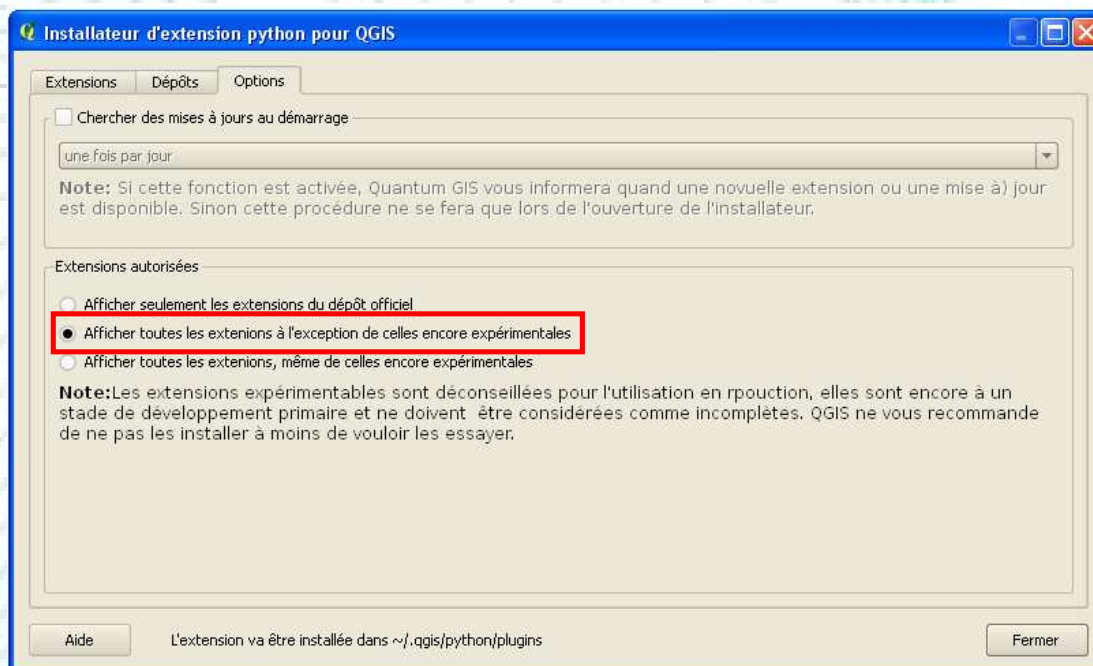 Installateur d'extension python pour QGIS
Extensions
Dépôts
Options
Chercher des mises à jours au démarrage
une fois par jour
Note: Si cette fonction est activée, Quantum GIS vous informera quand une novuelle extension ou une mise à) jour
est disponible. Sinon cette procédure ne se fera que lors de l'ouverture de l'installateur.
Extensions autorisées
Afficher seulement les extensions du dépôt officiel
Afficher toutes les extenions à l'exception de celles encore expérimentales
Afficher toutes les extenions, même de celles encore expérimentales
Note:Les extensions expérimentables sont déconseillées pour l'utilisation en rpouction, elles sont encore à un
stade de développement primaire et ne doivent être considérées comme incomplètes. QGIS ne vous recommande
de ne pas les installer à moins de vouloir les essayer.
Aide
L'extension va être installée dans ~/.qgis/python/plugins
Fermer